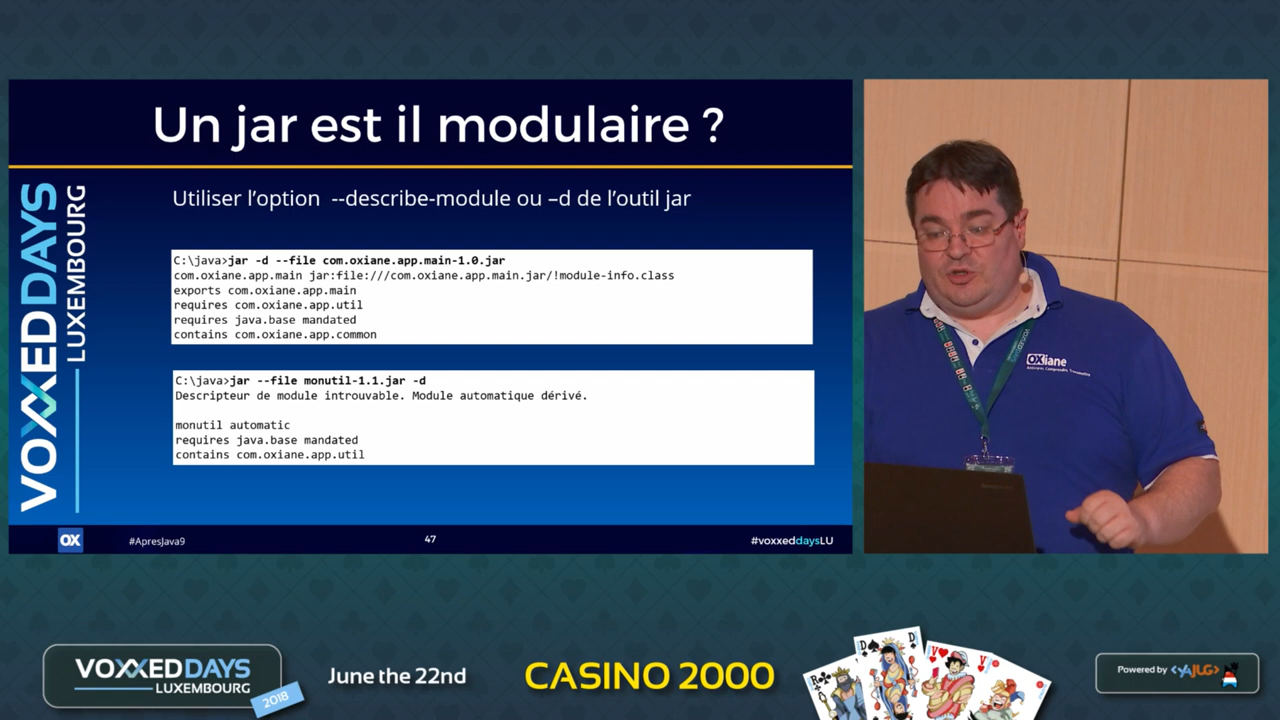 Un jar est il modulaire ?
VOXXEDDAYS
LUXEMBOURG
Utiliser l’option --describe-module ou –d de l’outil jar
C:\java>jar -d --file com.oxiane.app.main-1.0.jar
com.oxiane.app.main jar:file:///com.oxiane.app.main.jar/!module-info.class
exports com.oxiane.app.main
requires com.oxiane.app.util
requires java.base mandated
contains com.oxiane.app.common
C:\java>jar --file monutil-1.1.jar -d
Descripteur de module introuvable. Module automatique dérivé.
monutil automatic
requires java.base mandated
contains com.oxiane.app.util
OX
#ApresJava9
47
#voxxeddaysLU
OXiane
VOXXEDDAYS
LUXEMBOURG
2018
June the 22nd
CASINO 2000
D
D
V
V
R
Q
Powered by <YAJUG>